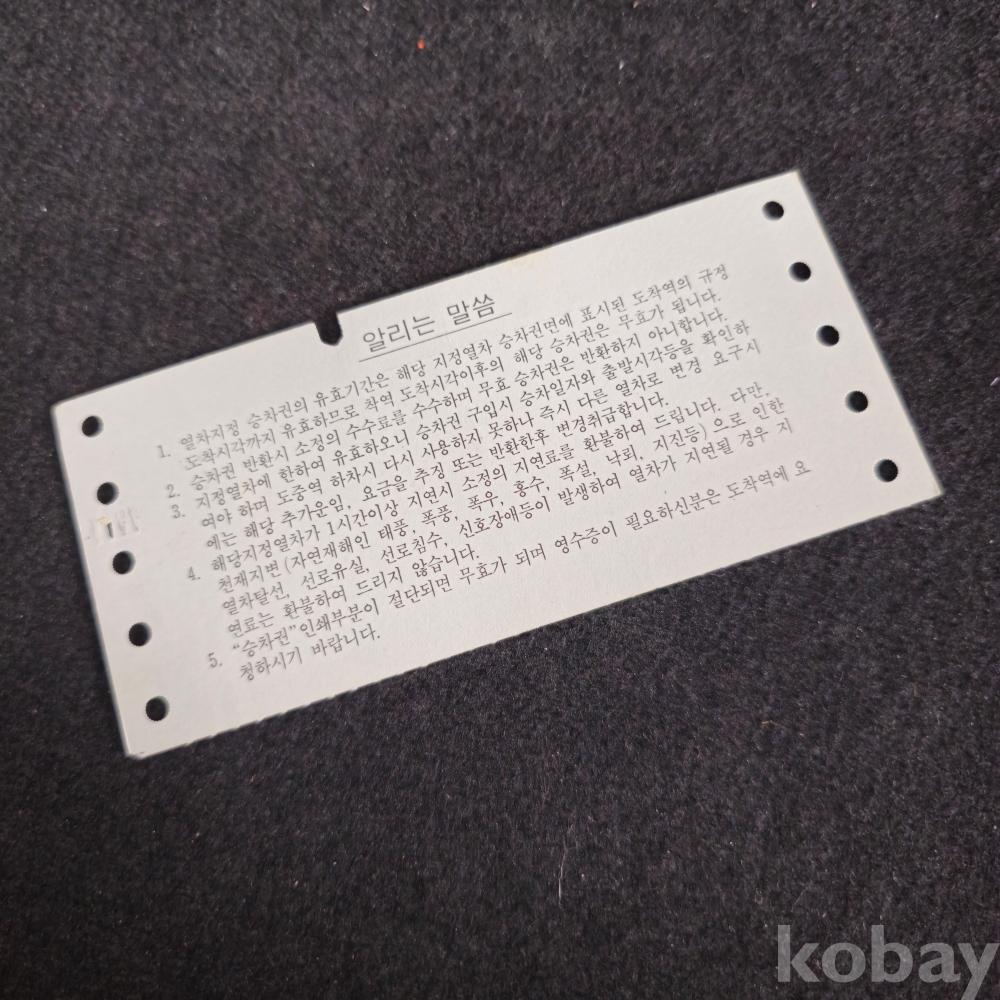 알리는 말씀
1. 열차지정 승차권의 유효기간은 해당 지정열차 승차권면에 표시된 도착역의 규정
도착시각까지 유효하므로 착역 도착시각이후의 해당 승차권은 무효가 됩니다.
2. 승차권 반환시 소정의 수수료를 수수하며 무효 승차권은 반환하지 아니합니다.
3. 지정열차에 한하여 유효하오니 승차권 구입시 승차일자와 출발시각등을 확인하
여야 하며 도중역 하차시 다시 사용하지 못하나 즉시 다른 열차로 변경 요구시
에는 해당 추가운임, 요금을 추징 또는 반환한후 변경취급합니다.
4. 해당지정열차가 1시간이상 지연시 소정의 지연료를 환불하여 드립니다. 다만,
천재지변(자연재해인 태풍, 폭풍, 폭우, 홍수, 폭설, 낙뢰, 지진등)으로 인한
열차탈선, 선로유실, 선로침수, 신호장애등이 발생하여 열차가 지연될 경우 지
연료는 환불하여 드리지 않습니다.
5. "승차권"인쇄부분이 절단되면 무효가 되며 영수증이 필요하신분은 도착역에 요
청하시기 바랍니다.
kobay